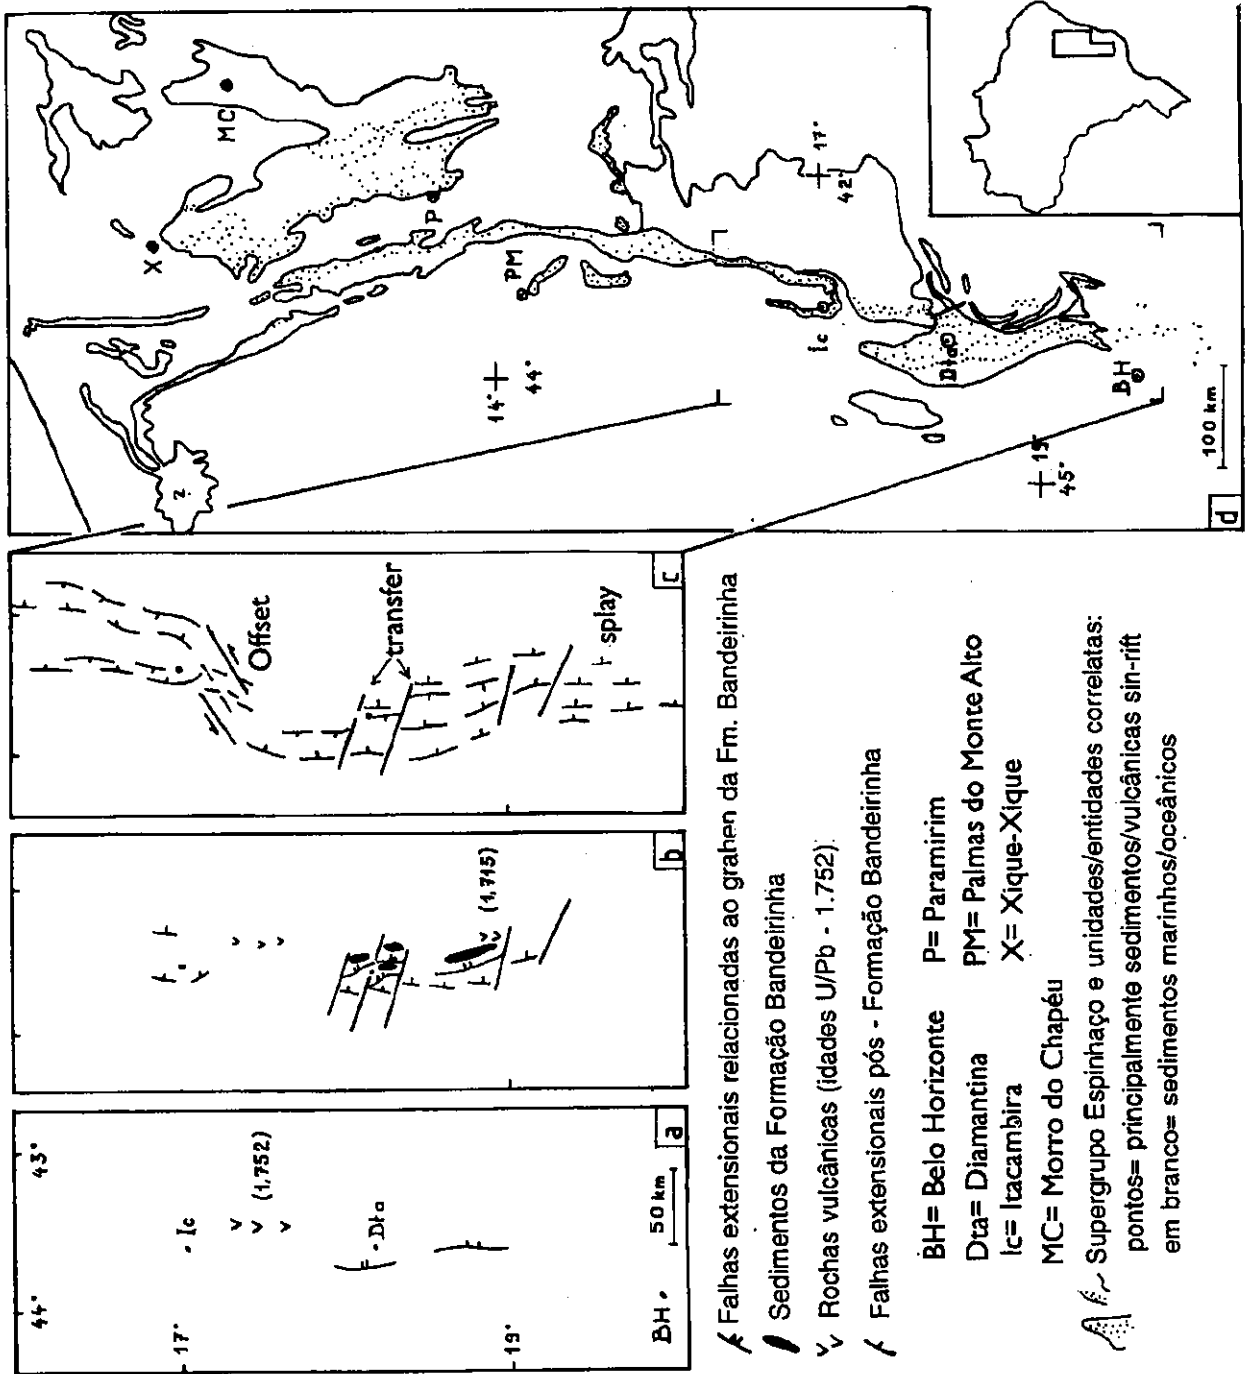 44°
43°
17°
19°
Ic
(1.752)
Dta
BH
50 km
a
(1.715)
b
Offset
transfer
splay
c
X
MC
P
PM
14°
44°
17°
42°
Ic
Dta
BH
19°
45°
100 km
d
Falhas extensionais relacionadas ao graben da Fm. Bandeirinha
Sedimentos da Formação Bandeirinha
Rochas vulcânicas (idades U/Pb - 1.752):
Falhas extensionais pós - Formação Bandeirinha
BH= Belo Horizonte P= Paramirim
Dta= Diamantina PM= Palmas do Monte Alto
Ic= Itacambira X= Xique-Xique
MC= Morro do Chapéu
Supergrupo Espinhaço e unidades/entidades correlatas:
pontos= principalmente sedimentos/vulcânicas sin-rift
em branco= sedimentos marinhos/oceânicos